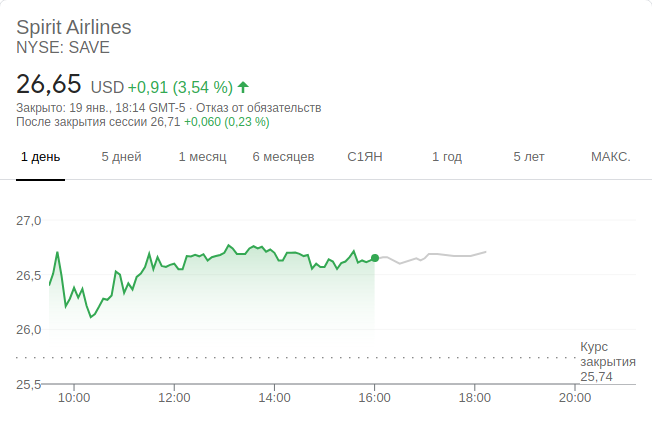 Spirit Airlines
NYSE: SAVE
26,65 USD +0,91 (3,54 %)
Закрыто: 19 янв., 18:14 GMT-5 · Отказ от обязательств
После закрытия сессии 26,71 +0,060 (0,23 %)
1 день 5 дней 1 месяц 6 месяцев С1ЯН 1 год 5 лет МАКС.
27,0
26,5
26,0
Курс
закрытия
25,74
25,5
10:00 12:00 14:00 16:00 18:00 20:00